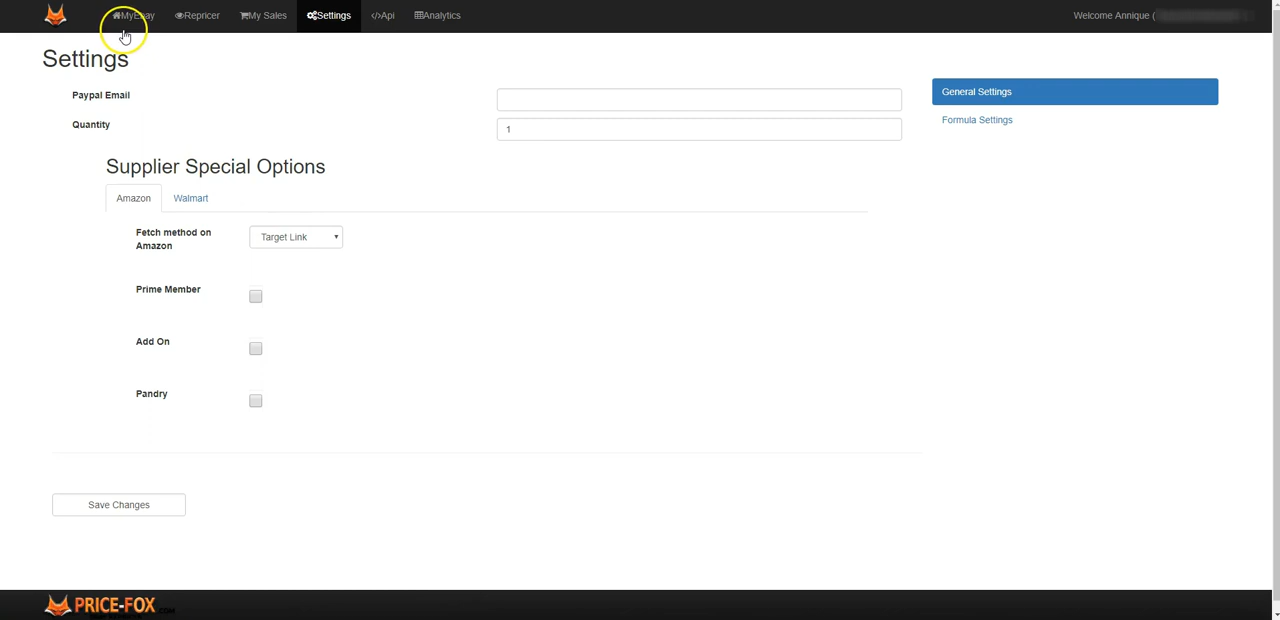 MyEbay Repricer My Sales Settings </>Api Analytics Welcome Annique (
Settings
Paypal Email
General Settings
Quantity
1
Formula Settings
Supplier Special Options
Amazon Walmart
Fetch method on
Amazon
Target Link
Prime Member
Add On
Pandry
Save Changes
PRICE-FOX.COM